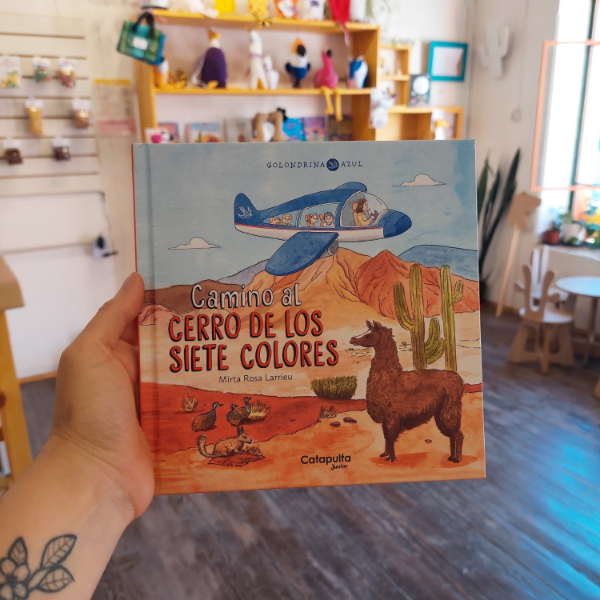 GOLONDRINA AZUL
Camino al
CERRO DE LOS
SIETE COLORES
Mirta Rosa Larrieu
Catapulta
Junior